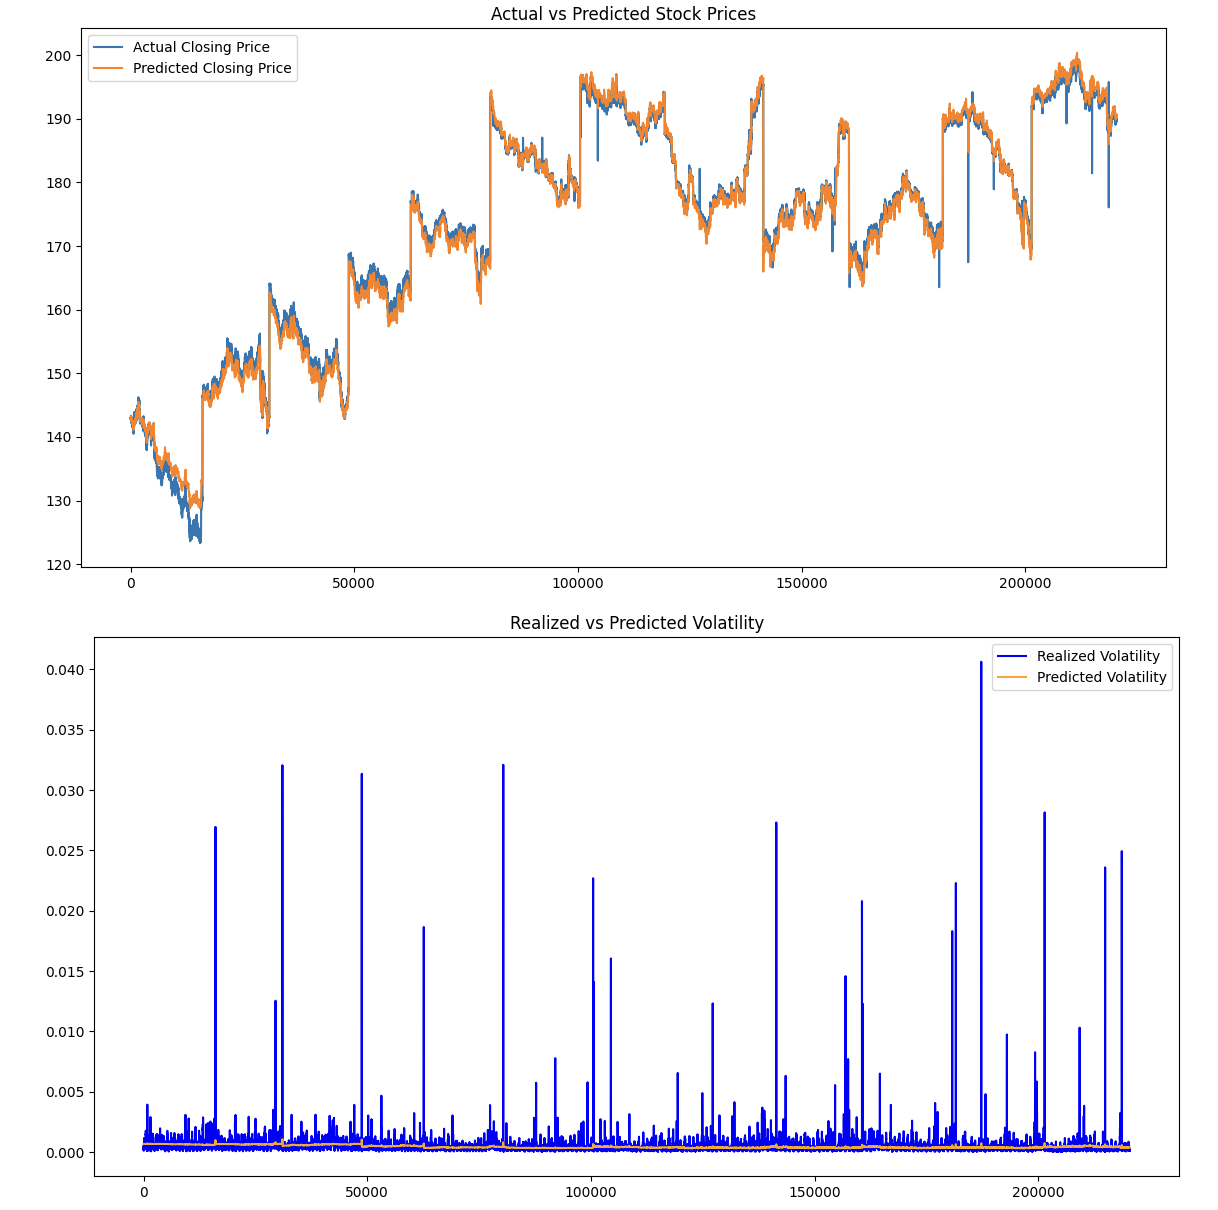 Actual vs Predicted Stock Prices
Actual Closing Price
Predicted Closing Price
200
190
180
170
160
150
140
130
120
0 50000 100000 150000 200000
Realized vs Predicted Volatility
Realized Volatility
Predicted Volatility
0.040
0.035
0.030
0.025
0.020
0.015
0.010
0.005
0.000
0 50000 100000 150000 200000